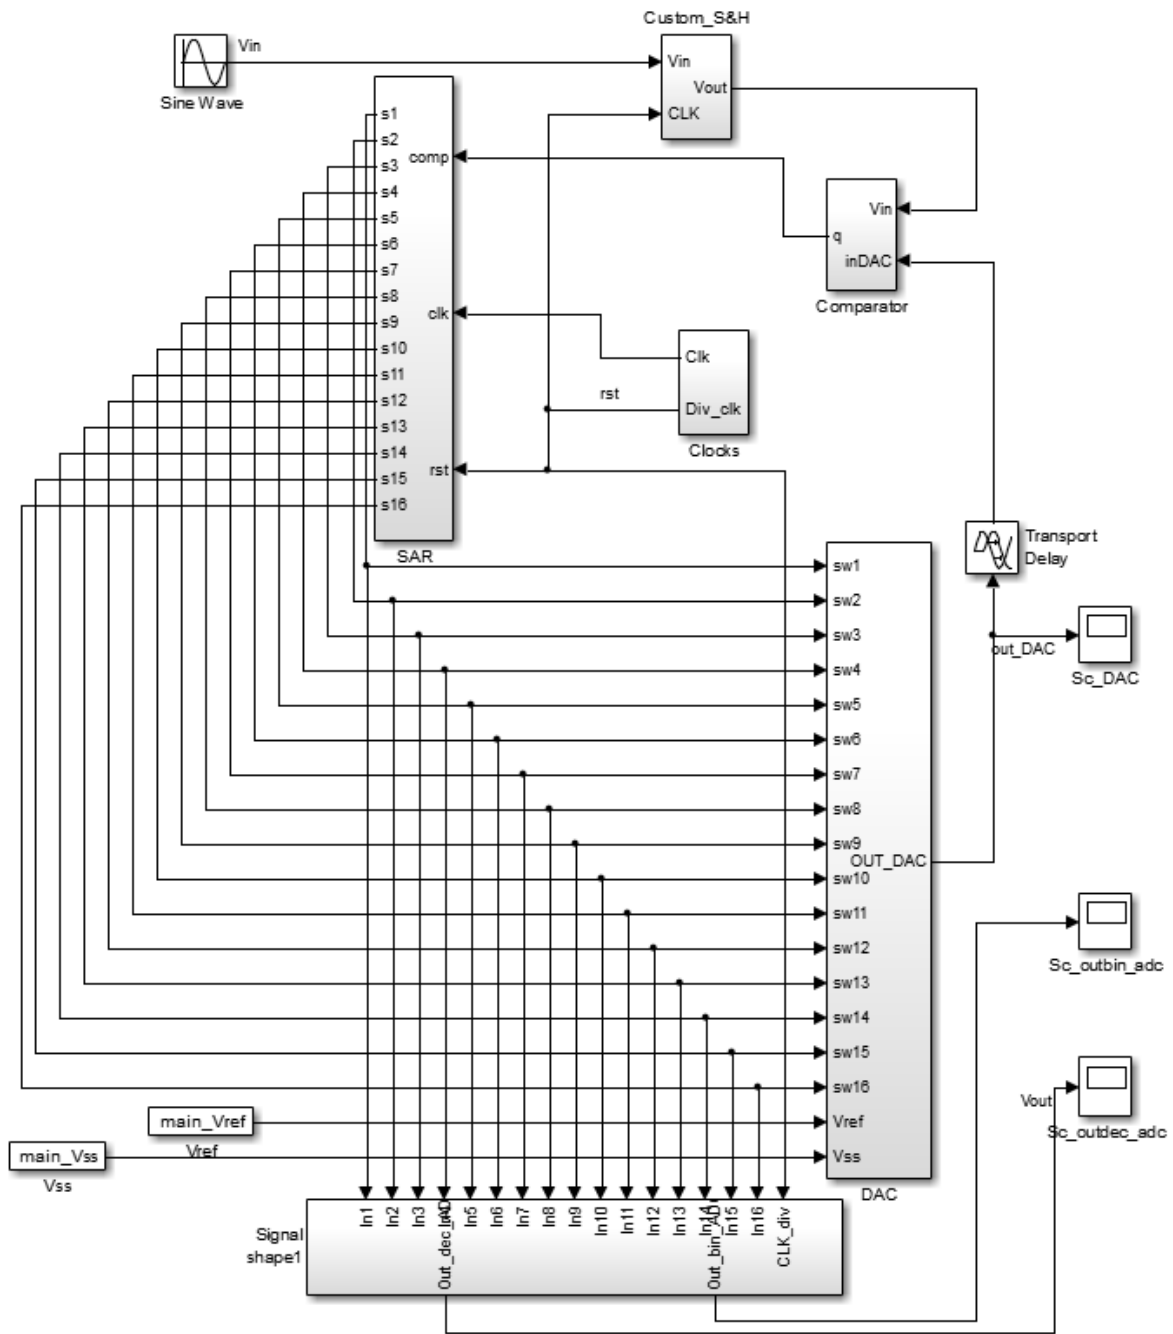 Custom_S&H
Vin
Sine Wave
Vin
Vout
CLK
s1
s2
s3
s4
s5
s6
s7
s8
s9
s10
s11
s12
s13
s14
s15
s16
comp
clk
rst
SAR
Vin
q
inDAC
Comparator
Clk
Div_clk
Clocks
rst
Transport
Delay
out_DAC
Sc_DAC
sw1
sw2
sw3
sw4
sw5
sw6
sw7
sw8
sw9
sw10
sw11
sw12
sw13
sw14
sw15
sw16
Vref
Vss
OUT_DAC
DAC
Sc_outbin_adc
Vout
Sc_outdec_adc
main_Vref
Vref
main_Vss
Vss
Signal
shape1
In1
In2
In3
In5
In6
In7
In8
In9
In10
In11
In12
In13
In14
In15
In16
CLK_div